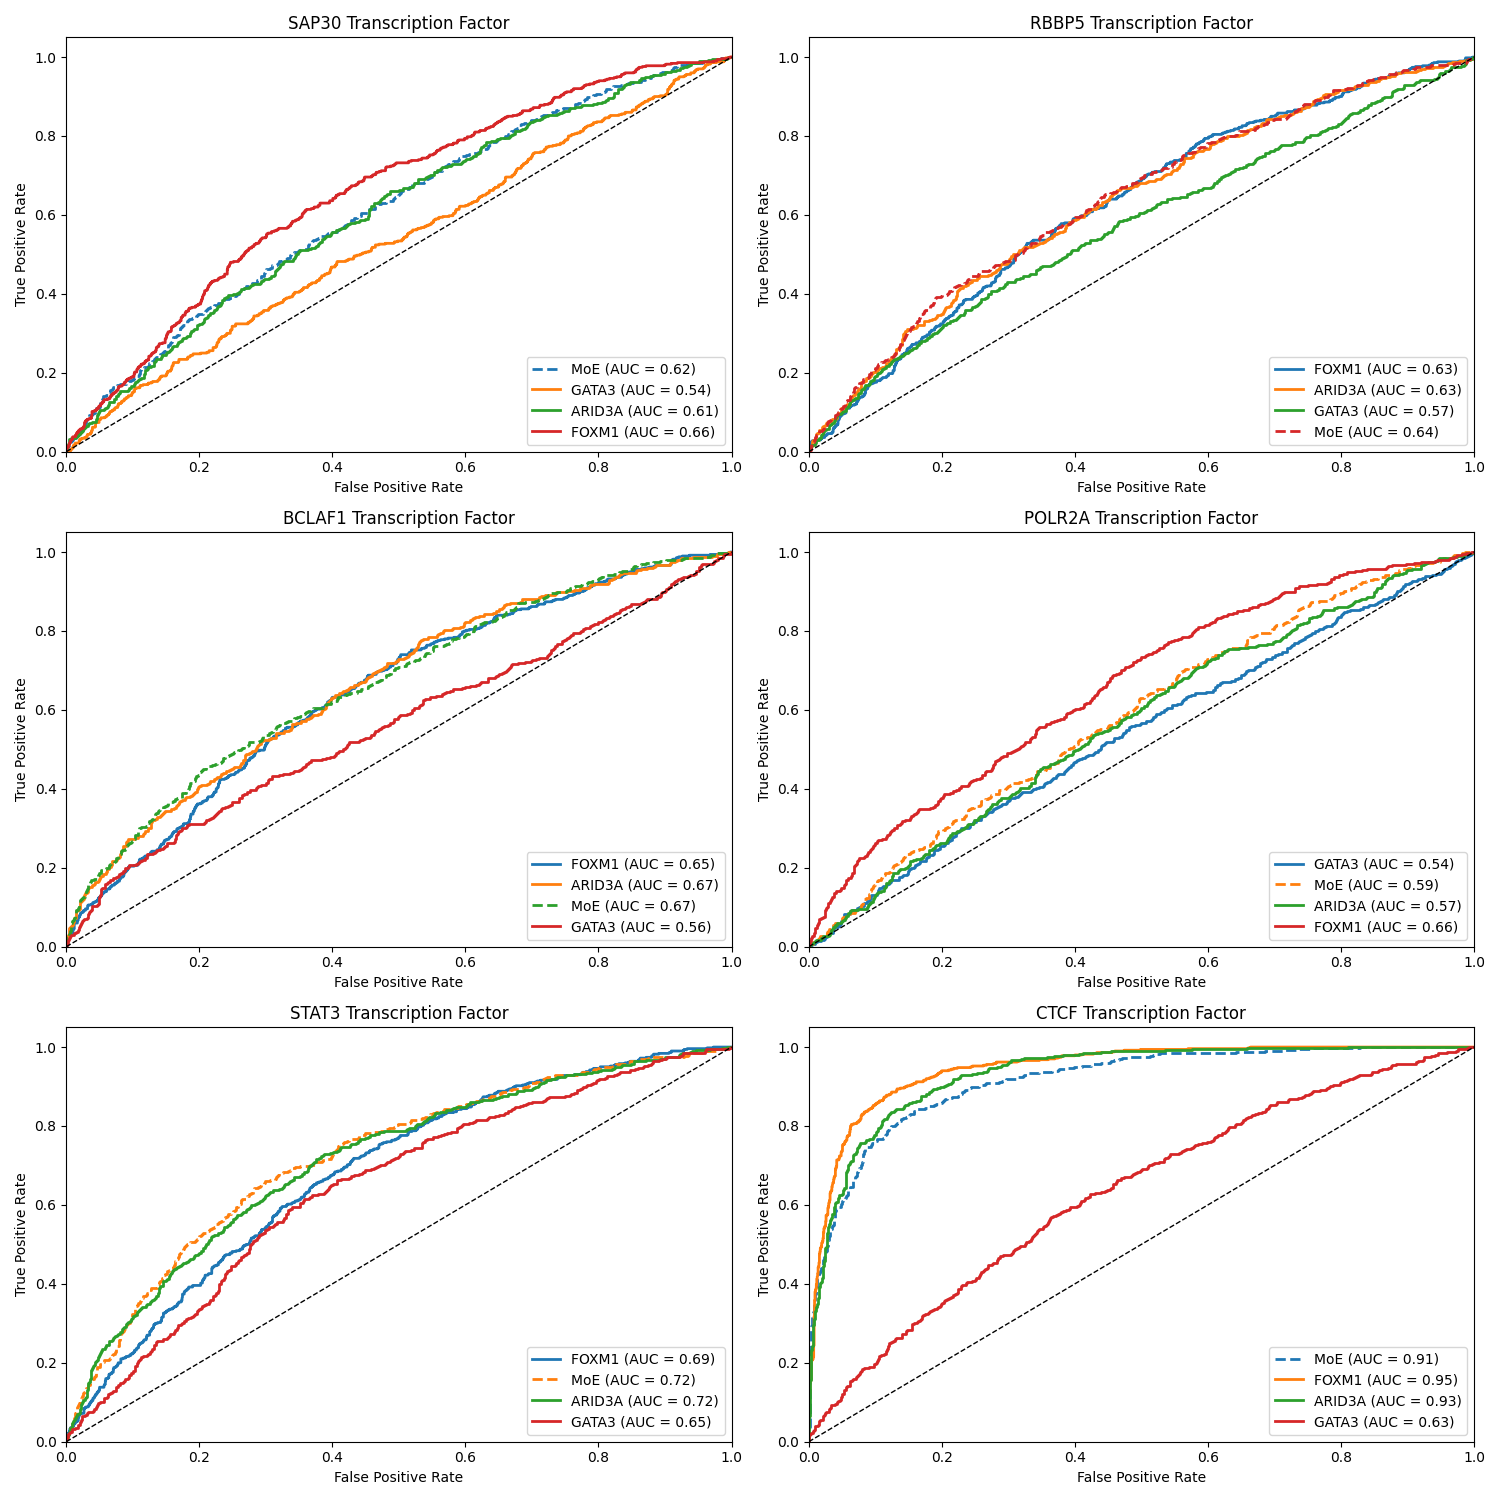 SAP30 Transcription Factor
True Positive Rate
1.0
0.8
0.6
0.4
0.2
0.0
0.0 0.2 0.4 0.6 0.8 1.0
False Positive Rate
MoE (AUC = 0.62)
GATA3 (AUC = 0.54)
ARID3A (AUC = 0.61)
FOXM1 (AUC = 0.66)
RBBP5 Transcription Factor
True Positive Rate
1.0
0.8
0.6
0.4
0.2
0.0
0.0 0.2 0.4 0.6 0.8 1.0
False Positive Rate
FOXM1 (AUC = 0.63)
ARID3A (AUC = 0.63)
GATA3 (AUC = 0.57)
MoE (AUC = 0.64)
BCLAF1 Transcription Factor
True Positive Rate
1.0
0.8
0.6
0.4
0.2
0.0
0.0 0.2 0.4 0.6 0.8 1.0
False Positive Rate
FOXM1 (AUC = 0.65)
ARID3A (AUC = 0.67)
MoE (AUC = 0.67)
GATA3 (AUC = 0.56)
POLR2A Transcription Factor
True Positive Rate
1.0
0.8
0.6
0.4
0.2
0.0
0.0 0.2 0.4 0.6 0.8 1.0
False Positive Rate
GATA3 (AUC = 0.54)
MoE (AUC = 0.59)
ARID3A (AUC = 0.57)
FOXM1 (AUC = 0.66)
STAT3 Transcription Factor
True Positive Rate
1.0
0.8
0.6
0.4
0.2
0.0
0.0 0.2 0.4 0.6 0.8 1.0
False Positive Rate
FOXM1 (AUC = 0.69)
MoE (AUC = 0.72)
ARID3A (AUC = 0.72)
GATA3 (AUC = 0.65)
CTCF Transcription Factor
True Positive Rate
1.0
0.8
0.6
0.4
0.2
0.0
0.0 0.2 0.4 0.6 0.8 1.0
False Positive Rate
MoE (AUC = 0.91)
FOXM1 (AUC = 0.95)
ARID3A (AUC = 0.93)
GATA3 (AUC = 0.63)